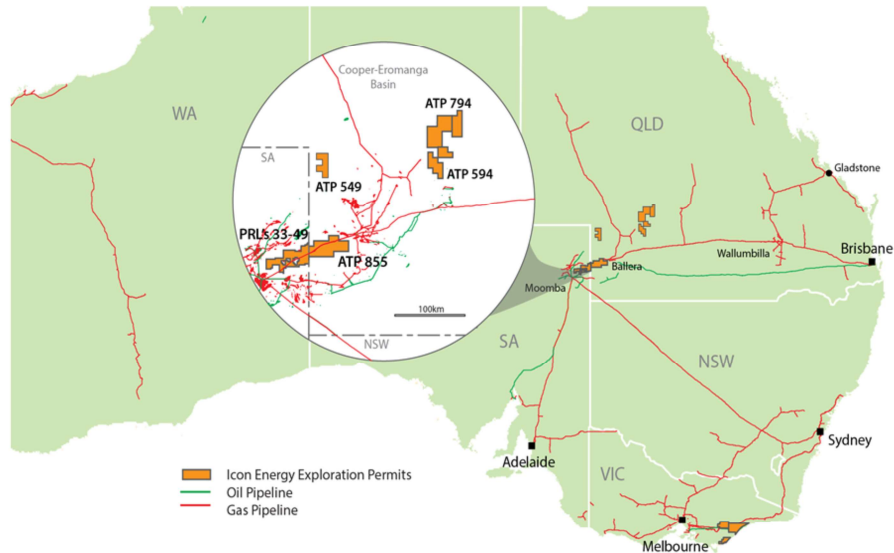 WA
Cooper-Eromanga
Basin
ATP 794
ATP 594
SA
ATP 549
PRLs 33-49
ATP 855
100km
NSW
QLD
Gladstone
Wallumbilla
Brisbane
Ballera
Moomba
SA
NSW
Sydney
Adelaide
VIC
Melbourne
Icon Energy Exploration Permits
Oil Pipeline
Gas Pipeline